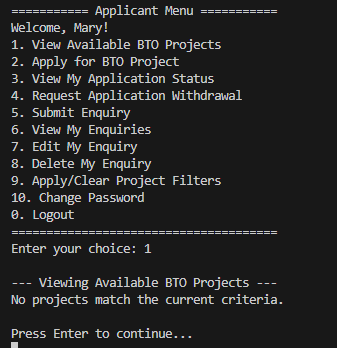 =========== Applicant Menu ===========
Welcome, Mary!
1. View Available BTO Projects
2. Apply for BTO Project
3. View My Application Status
4. Request Application Withdrawal
5. Submit Enquiry
6. View My Enquiries
7. Edit My Enquiry
8. Delete My Enquiry
9. Apply/Clear Project Filters
10. Change Password
0. Logout
======================================
Enter your choice: 1

--- Viewing Available BTO Projects ---
No projects match the current criteria.

Press Enter to continue...